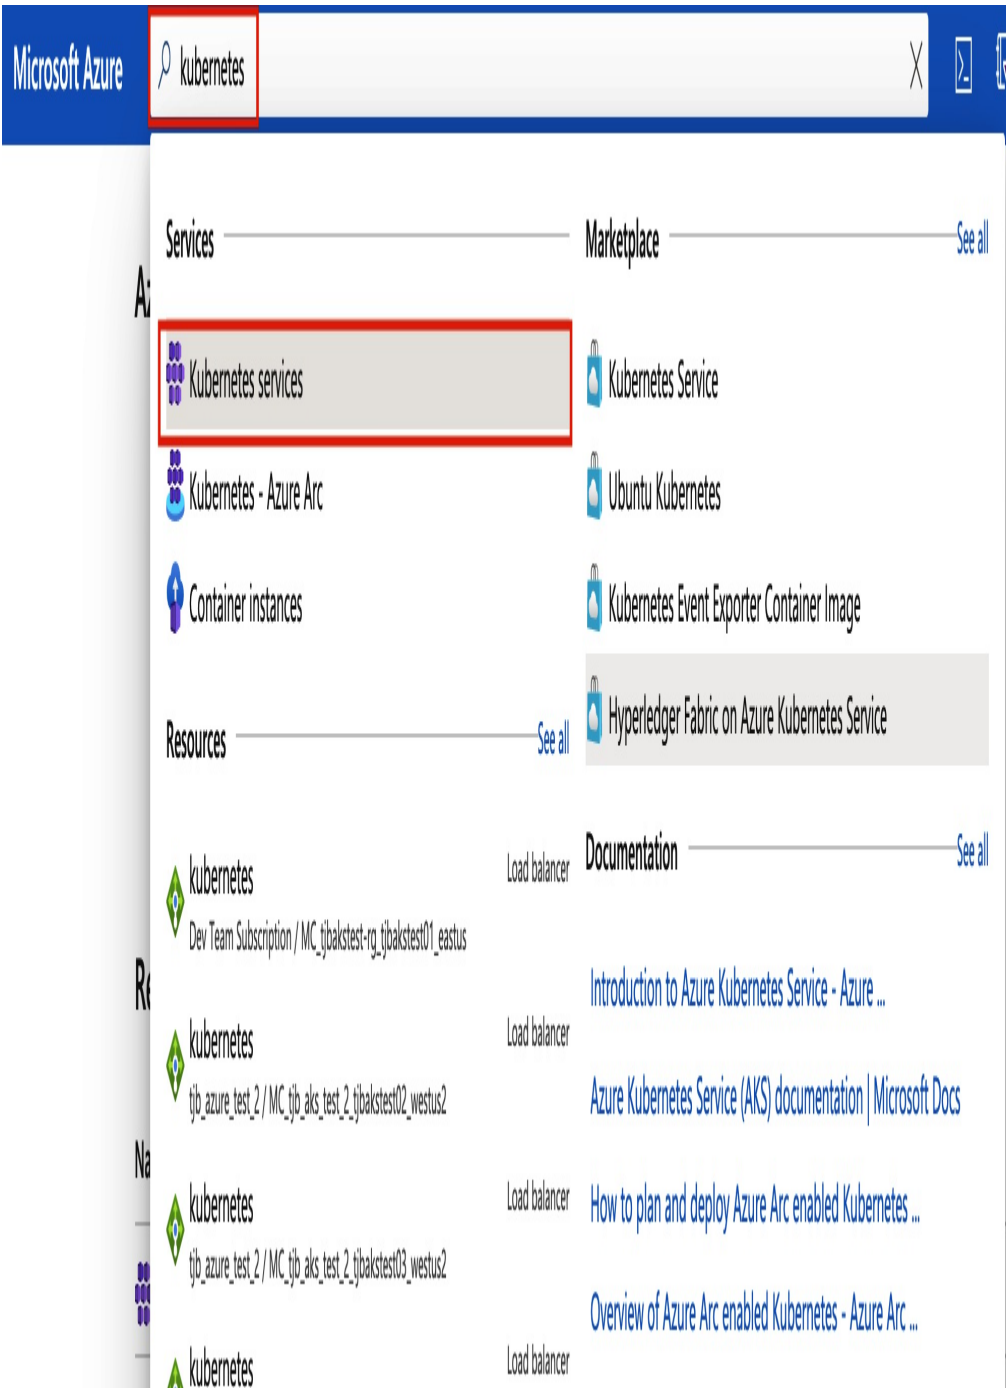 Microsoft Azure
kubernetes
Services
Kubernetes services
Kubernetes - Azure Arc
Container instances
Resources
See all
kubernetes
Load balancer
Dev Team Subscription / MC_tjbakstest-rg_tjbakstest01_eastus
kubernetes
Load balancer
tjb_azure_test_2 / MC_tjb_aks_test_2_tjbakstest02_westus2
kubernetes
Load balancer
tjb_azure_test_2 / MC_tjb_aks_test_2_tjbakstest03_westus2
kubernetes
Load balancer
Marketplace
See all
Kubernetes Service
Ubuntu Kubernetes
Kubernetes Event Exporter Container Image
Hyperledger Fabric on Azure Kubernetes Service
Documentation
See all
Introduction to Azure Kubernetes Service - Azure ...
Azure Kubernetes Service (AKS) documentation | Microsoft Docs
How to plan and deploy Azure Arc enabled Kubernetes ...
Overview of Azure Arc enabled Kubernetes - Azure Arc ...